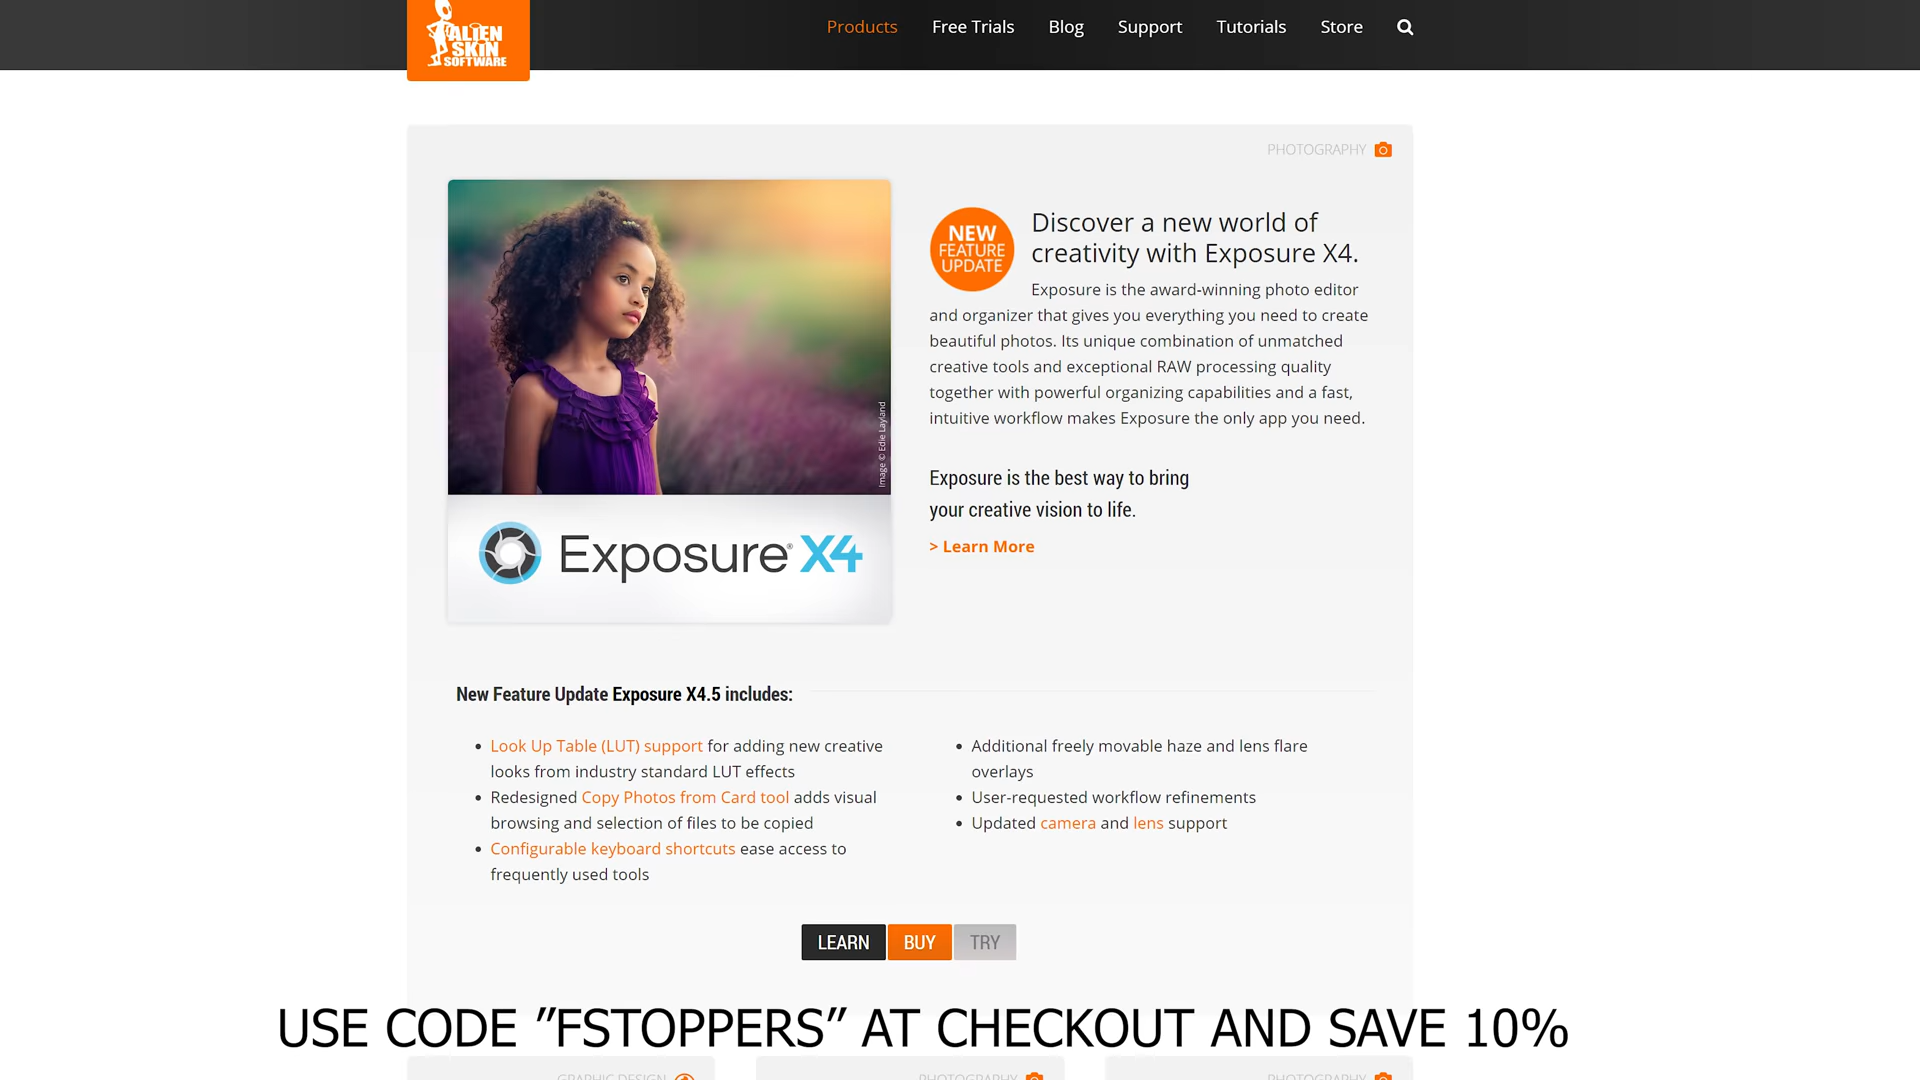 ALIEN
SKIN
SOFTWARE
Products
Free Trials
Blog
Support
Tutorials
Store
PHOTOGRAPHY
Image © Edie Layland
Exposure® X4
NEW
FEATURE
UPDATE
Discover a new world of
creativity with Exposure X4.
Exposure is the award-winning photo editor
and organizer that gives you everything you need to create
beautiful photos. Its unique combination of unmatched
creative tools and exceptional RAW processing quality
together with powerful organizing capabilities and a fast,
intuitive workflow makes Exposure the only app you need.
Exposure is the best way to bring
your creative vision to life.
> Learn More
New Feature Update Exposure X4.5 includes:
• Look Up Table (LUT) support for adding new creative
looks from industry standard LUT effects
• Redesigned Copy Photos from Card tool adds visual
browsing and selection of files to be copied
• Configurable keyboard shortcuts ease access to
frequently used tools
• Additional freely movable haze and lens flare
overlays
• User-requested workflow refinements
• Updated camera and lens support
LEARN
BUY
TRY
USE CODE ”FSTOPPERS” AT CHECKOUT AND SAVE 10%
GRAPHIC DESIGN
PHOTOGRAPHY
PHOTOGRAPHY